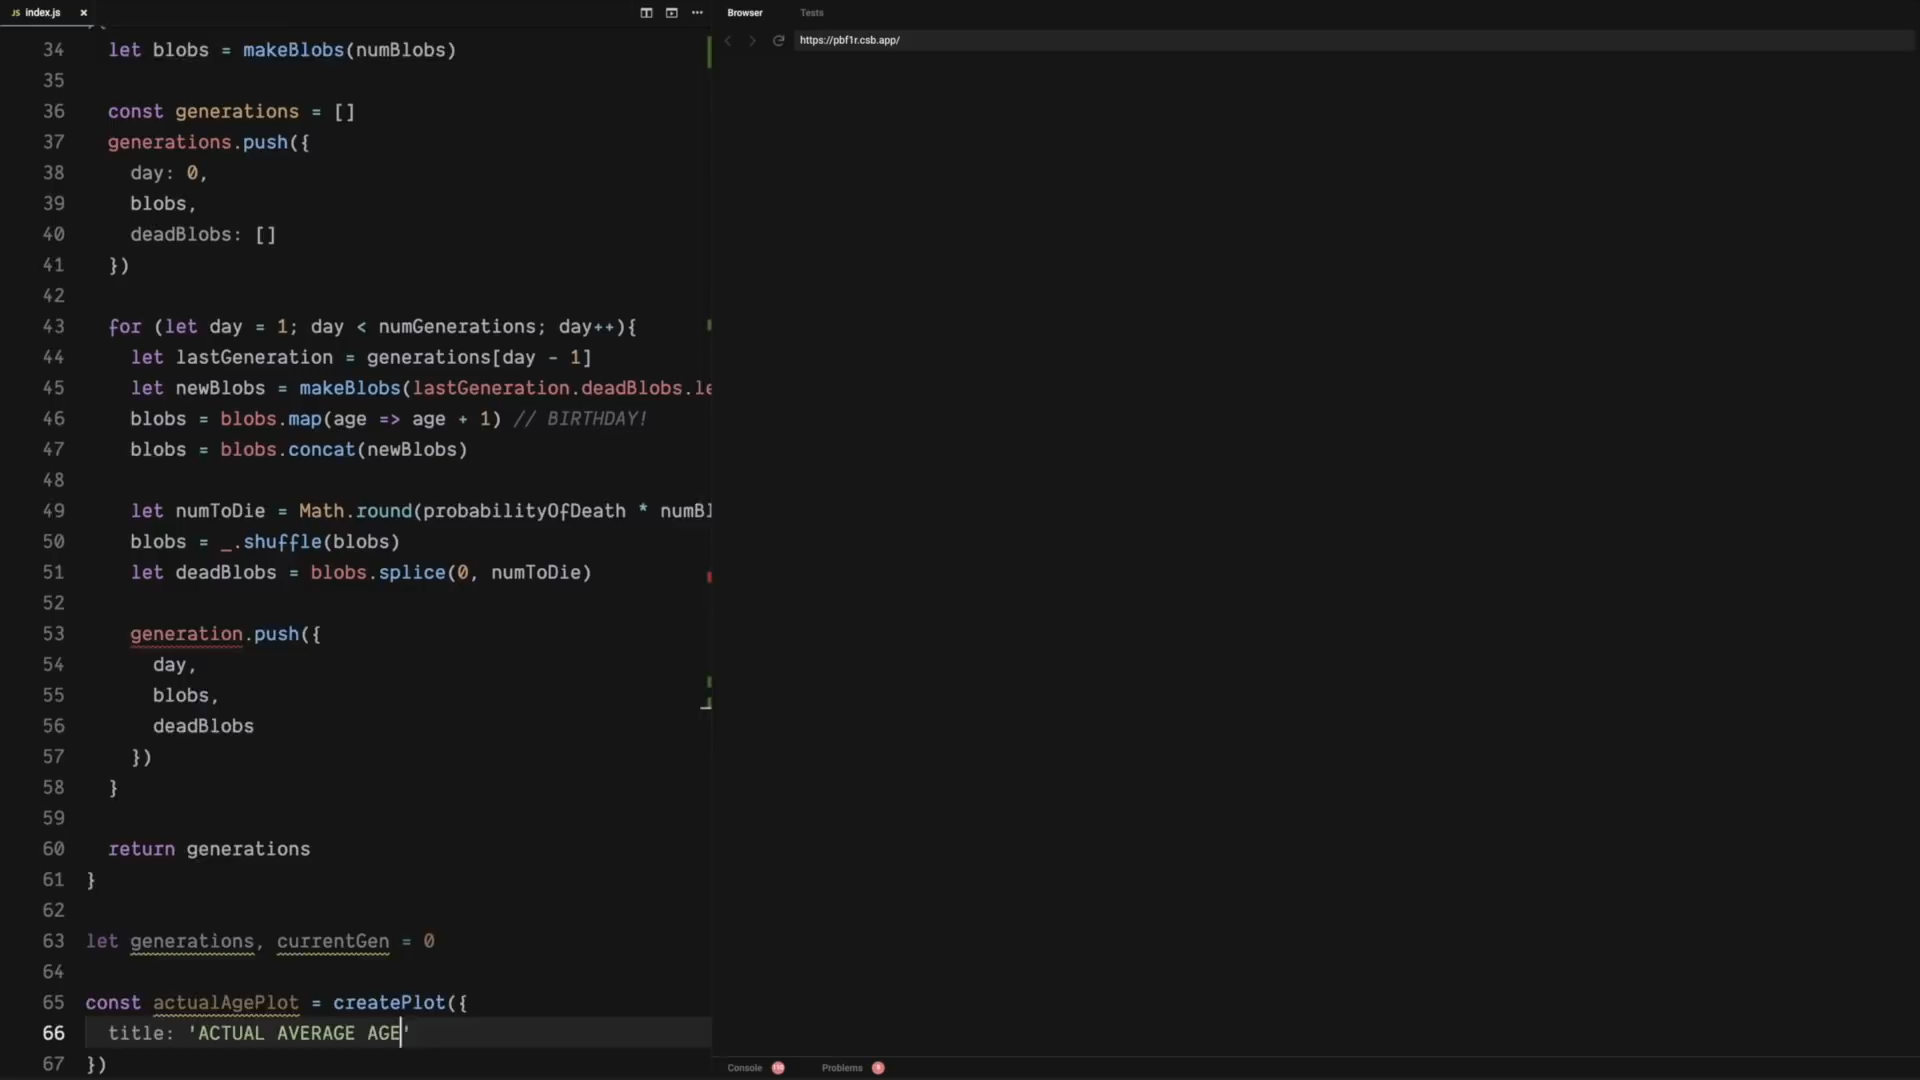 JS index.js ×
Browser Tests
https://pbf1r.csb.app/
34 let blobs = makeBlobs(numBlobs)
35
36 const generations = []
37 generations.push({
38 day: 0,
39 blobs,
40 deadBlobs: []
41 })
42
43 for (let day = 1; day < numGenerations; day++){
44 let lastGeneration = generations[day - 1]
45 let newBlobs = makeBlobs(lastGeneration.deadBlobs.le
46 blobs = blobs.map(age => age + 1) // BIRTHDAY!
47 blobs = blobs.concat(newBlobs)
48
49 let numToDie = Math.round(probabilityOfDeath * numBl
50 blobs = _.shuffle(blobs)
51 let deadBlobs = blobs.splice(0, numToDie)
52
53 generation.push({
54 day,
55 blobs,
56 deadBlobs
57 })
58 }
59
60 return generations
61 }
62
63 let generations, currentGen = 0
64
65 const actualAgePlot = createPlot({
66 title: 'ACTUAL AVERAGE AGE'
67 })
Console Problems